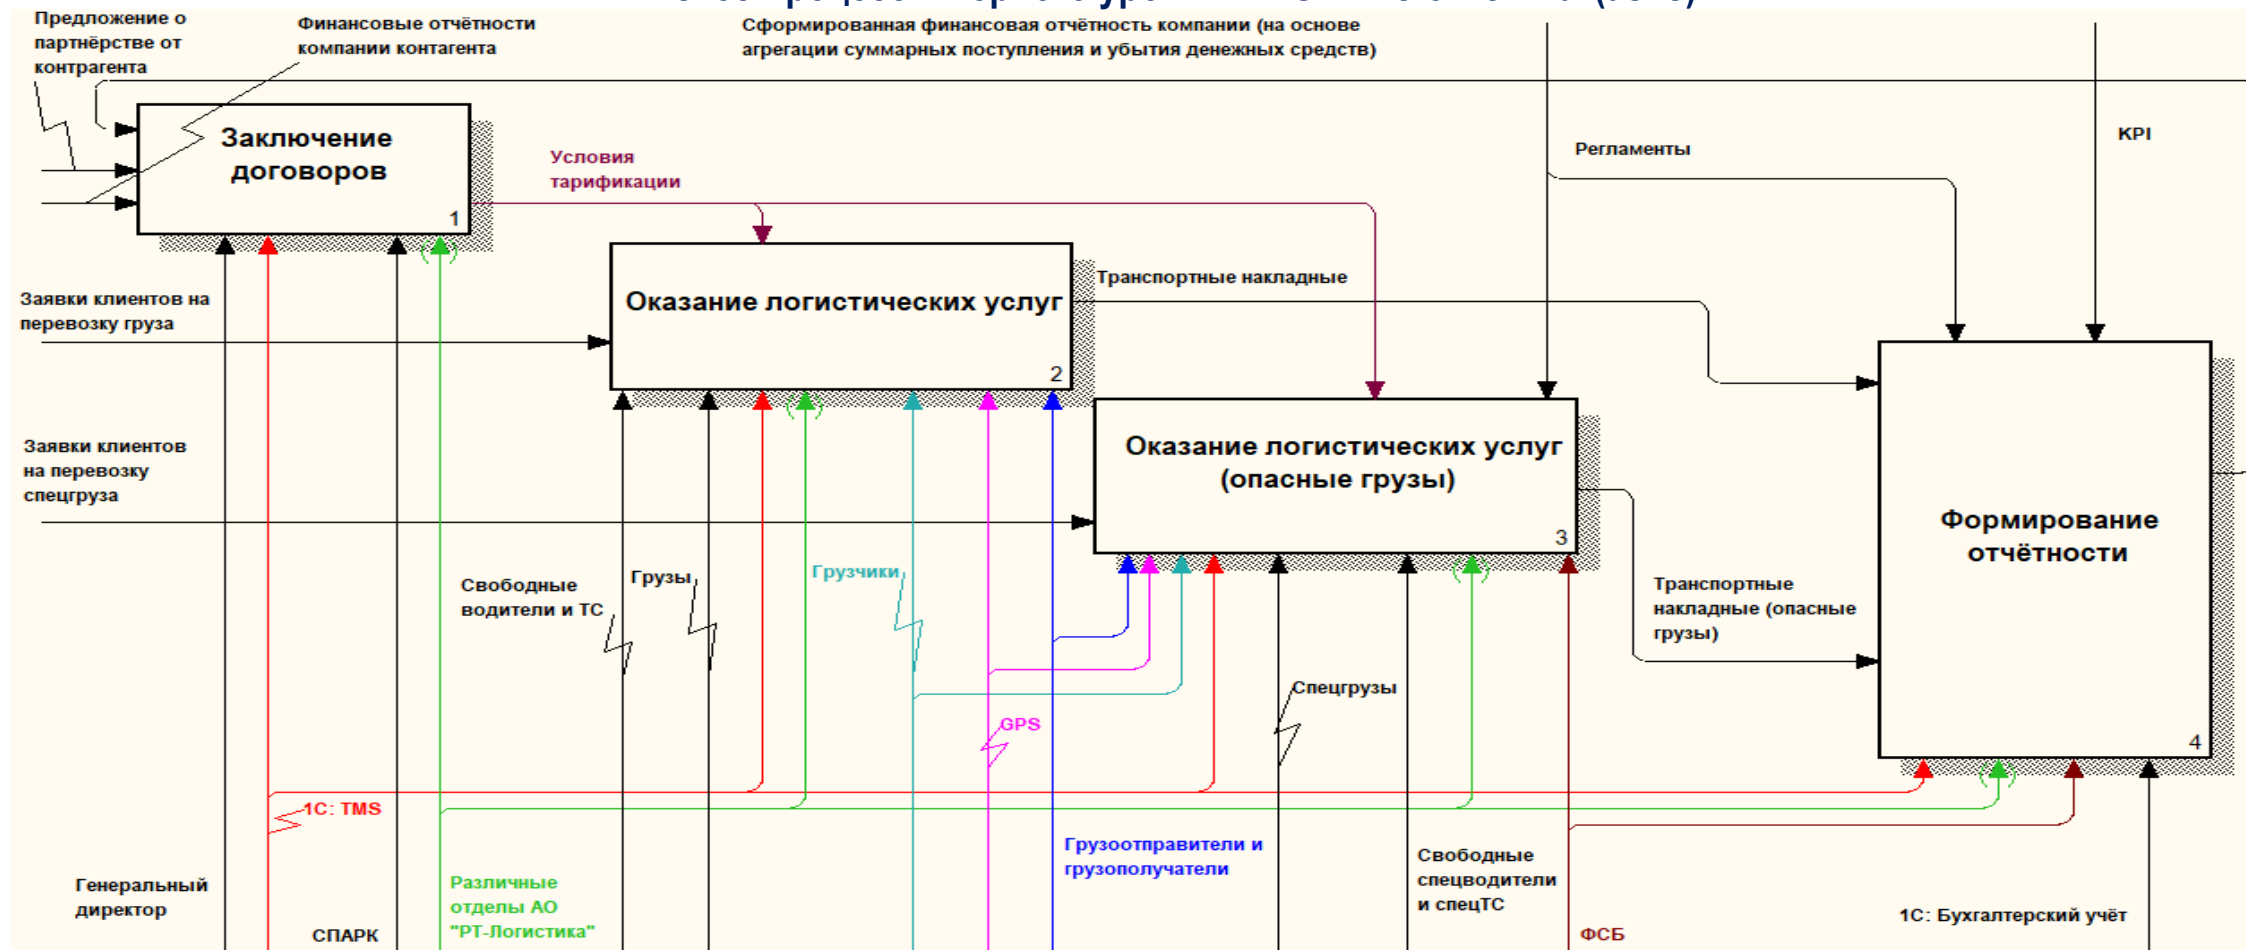 Предложение о
партнёрстве от
контрагента
Финансовые отчётности
компании контагента
Сформированная финансовая отчётность компании (на основе
агрегации суммарных поступления и убытия денежных средств)
Заключение
договоров
1
Условия
тарификации
Регламенты
KPI
Заявки клиентов на
перевозку груза
Оказание логистических услуг
2
Транспортные накладные
Заявки клиентов
на перевозку
спецгруза
Оказание логистических услуг
(опасные грузы)
3
Формирование
отчётности
4
Свободные
водители и ТС
Грузы
Грузчики
Транспортные
накладные (опасные
грузы)
Спецгрузы
GPS
1С: TMS
Генеральный
директор
СПАРК
Различные
отделы АО
"РТ-Логистика"
Грузоотправители и
грузополучатели
Свободные
спецводители
и спецТС
ФСБ
1С: Бухгалтерский учёт